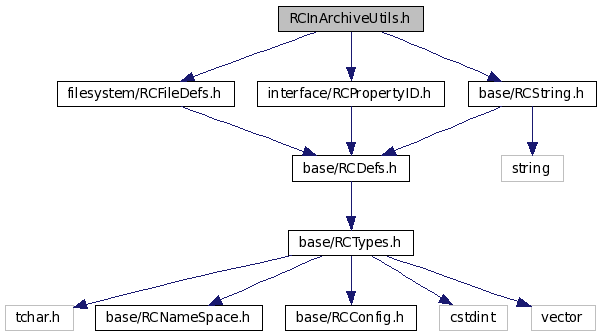 RCInArchiveUtils.h
filesystem/RCFileDefs.h
interface/RCPropertyID.h
base/RCString.h
base/RCDefs.h
string
base/RCTypes.h
tchar.h
base/RCNameSpace.h
base/RCConfig.h
cstdint
vector